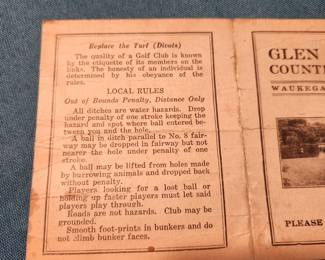 Replace the Turf (Divots)
The quality of a Golf Club is known
by the etiquette of its members on the
links. The honesty of an individual is
determined by his obeyance of the
rules.
LOCAL RULES
Out of Bounds Penalty, Distance Only
All ditches are water hazards. Drop
under penalty of one stroke keeping the
hazard and spot where ball entered be-
tween you and the hole.
A ball in ditch parallel to No. 8 fair-
way may be dropped in fairway but not
nearer the hole under penalty of one
stroke.
A ball may be lifted from holes made
by burrowing animals and dropped back
without penalty.
Players looking for a lost ball or
holding up faster players must let said
players play through.
Roads are not hazards. Club may be
grounded.
Smooth foot-prints in bunkers and do
not climb bunker faces.
GLEN
COUNT
WAUKEGA
PLEASE